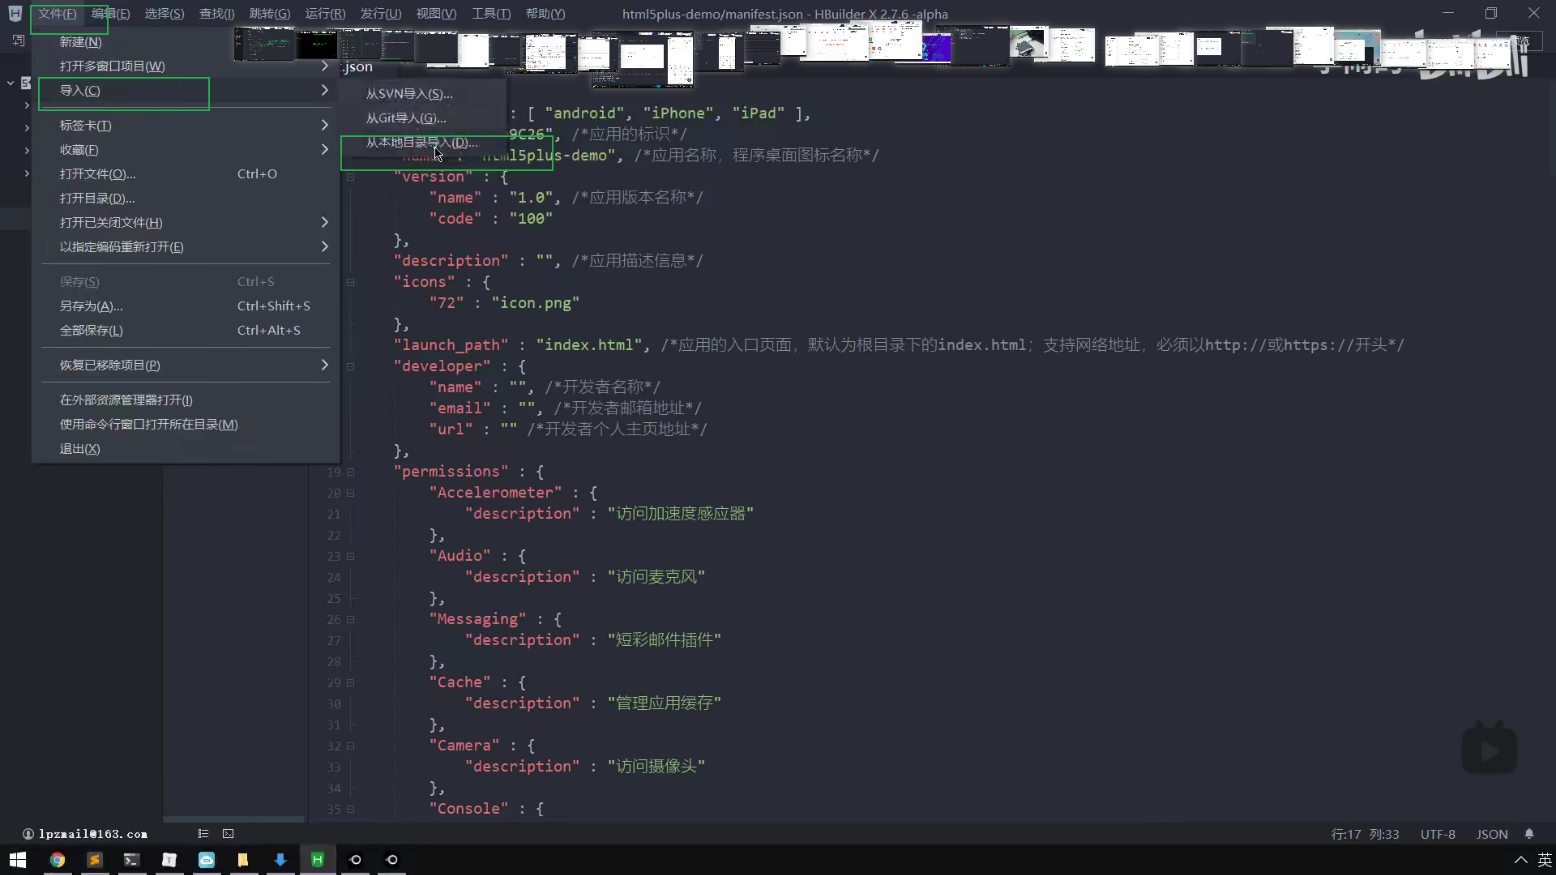 文件(F) 编辑(E) 选择(S) 查找(I) 跳转(G) 运行(R) 发行(U) 视图(V) 工具(T) 帮助(Y) html5plus-demo/manifest.json - HBuilder X 2.7.6 -alpha
新建(N)
打开多窗口项目(W)
导入(C)
标签卡(T)
收藏(F)
打开文件(O)... Ctrl+O
打开目录(D)...
打开已关闭文件(H)
以指定编码重新打开(E)
保存(S) Ctrl+S
另存为(A)... Ctrl+Shift+S
全部保存(L) Ctrl+Alt+S
恢复已移除项目(P)
在外部资源管理器打开(I)
使用命令行窗口打开所在目录(M)
退出(X)
.json
从SVN导入(S)...
从Git导入(G)...
从本地目录导入(D)...
: [ "android", "iPhone", "iPad" ],
9C26", /*应用的标识*/
"html5plus-demo", /*应用名称，程序桌面图标名称*/
"version" : {
"name" : "1.0", /*应用版本名称*/
"code" : "100"
},
"description" : "", /*应用描述信息*/
"icons" : {
"72" : "icon.png"
},
"launch_path" : "index.html", /*应用的入口页面，默认为根目录下的index.html；支持网络地址，必须以http://或https://开头*/
"developer" : {
"name" : "", /*开发者名称*/
"email" : "", /*开发者邮箱地址*/
"url" : "" /*开发者个人主页地址*/
},
19 "permissions" : {
20 "Accelerometer" : {
21 "description" : "访问加速度感应器"
22 },
23 "Audio" : {
24 "description" : "访问麦克风"
25 },
26 "Messaging" : {
27 "description" : "短彩邮件插件"
28 },
29 "Cache" : {
30 "description" : "管理应用缓存"
31 },
32 "Camera" : {
33 "description" : "访问摄像头"
34 },
35 "Console" : {
lpzmail@163.com 行:17 列:33 UTF-8 JSON
英